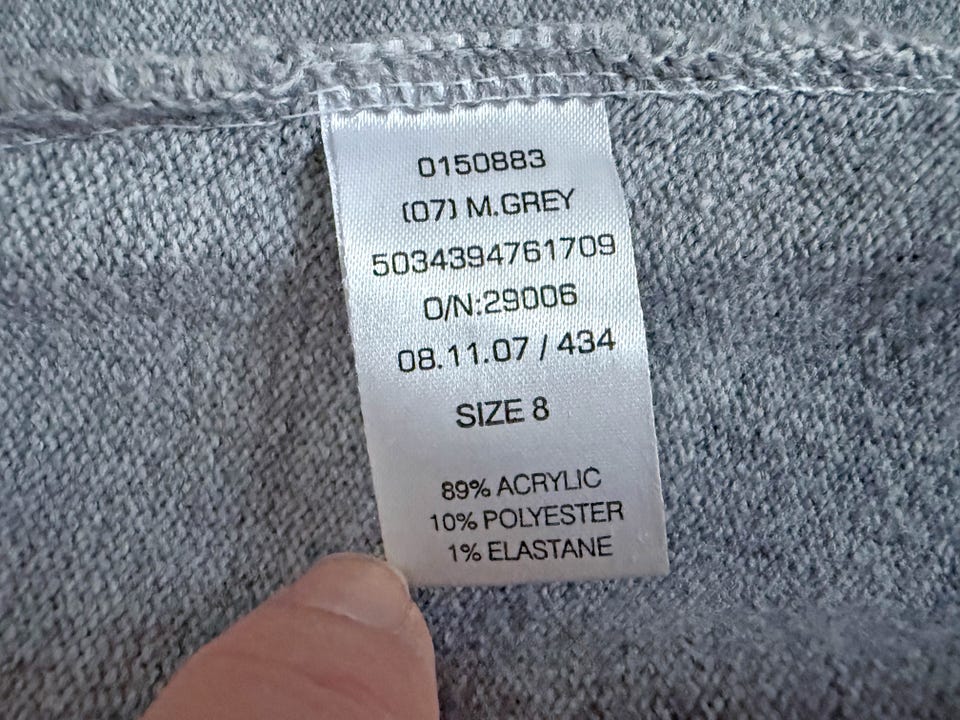 0150883
(07) M.GREY
5034394761709
O/N:29006
08.11.07 / 434
SIZE 8
89% ACRYLIC
10% POLYESTER
1% ELASTANE